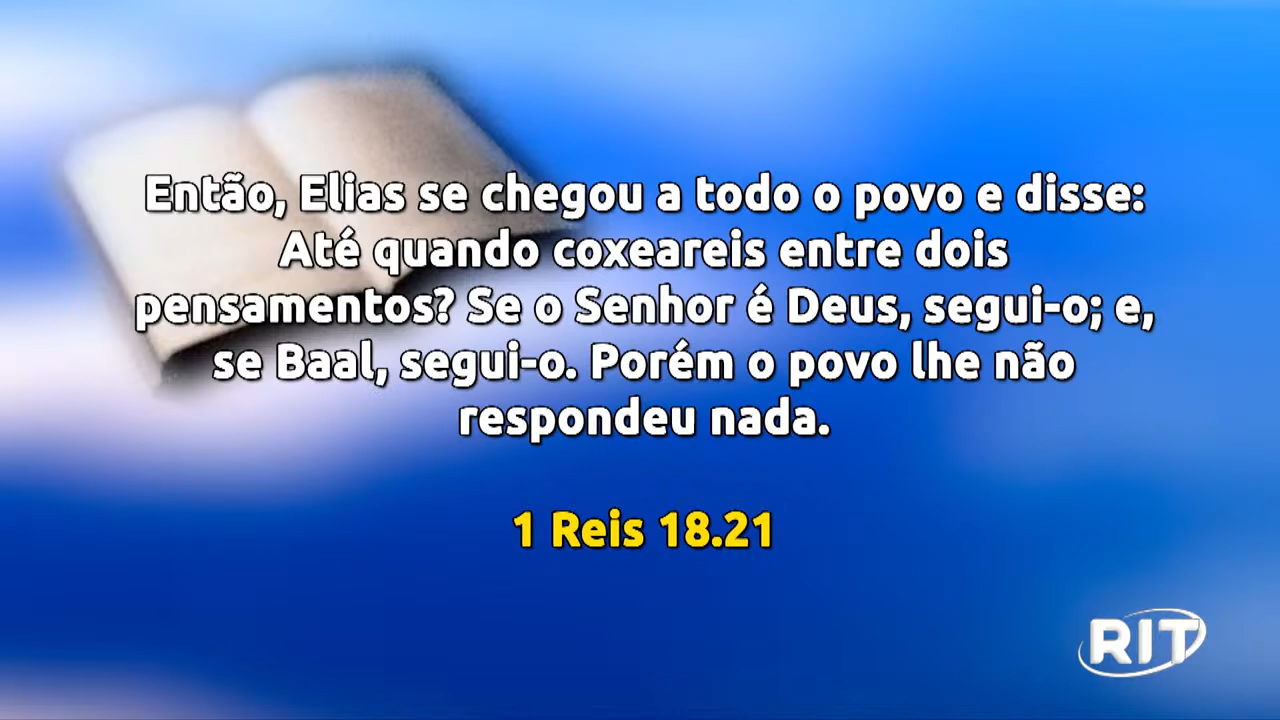 Então, Elias se chegou a todo o povo e disse:
Até quando coxeareis entre dois
pensamentos? Se o Senhor é Deus, segui-o; e,
se Baal, segui-o. Porém o povo lhe não
respondeu nada.
1 Reis 18.21
RIT